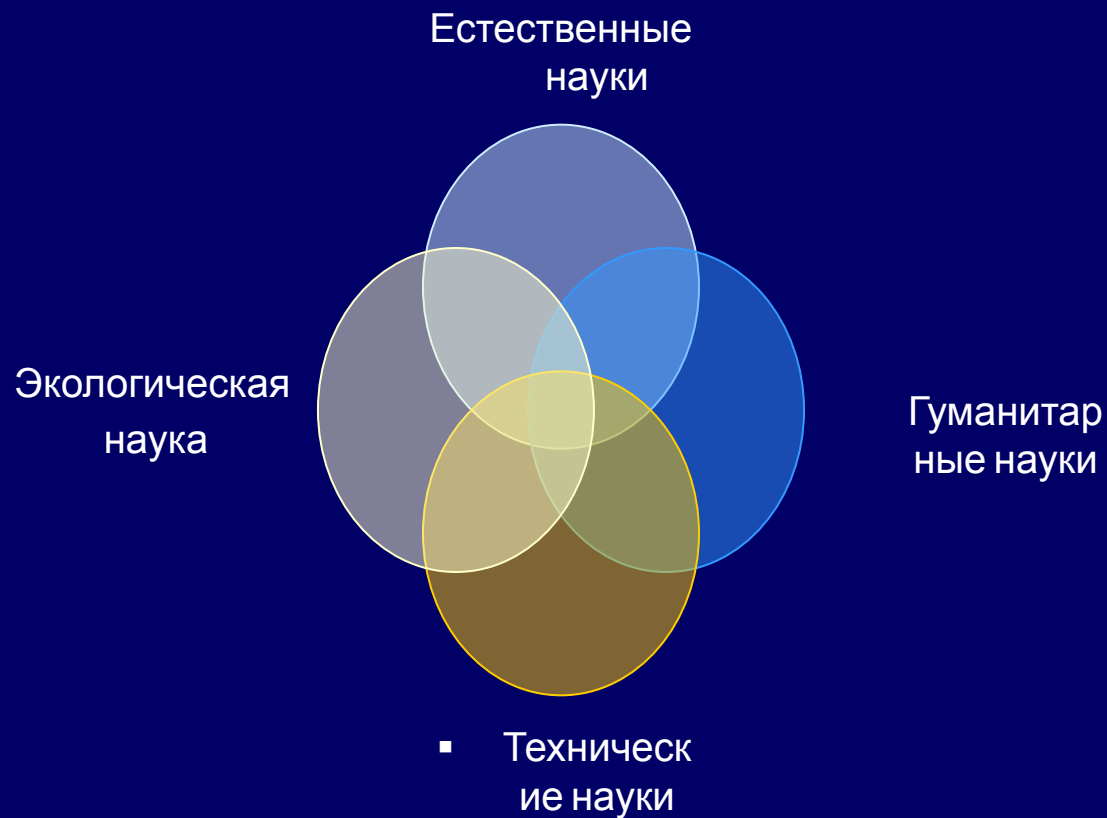 Естественные
науки
Экологическая
наука
Гуманитар
ные науки
▪ Техническ
ие науки